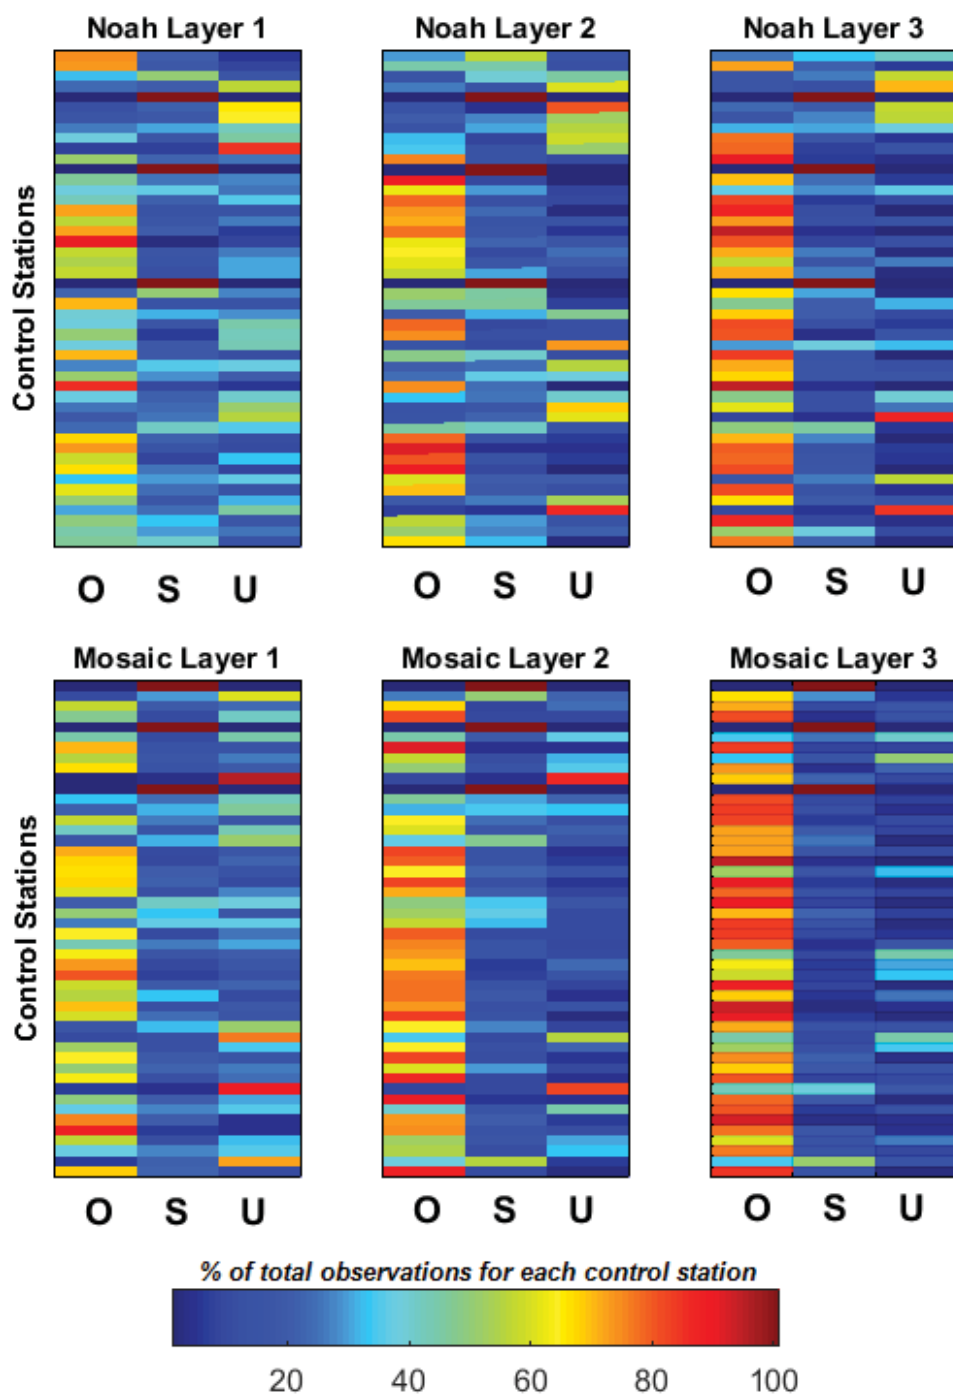 Noah Layer 1 Noah Layer 2 Noah Layer 3
Control Stations
O S U O S U O S U
Mosaic Layer 1 Mosaic Layer 2 Mosaic Layer 3
Control Stations
O S U O S U O S U
% of total observations for each control station
20 40 60 80 100